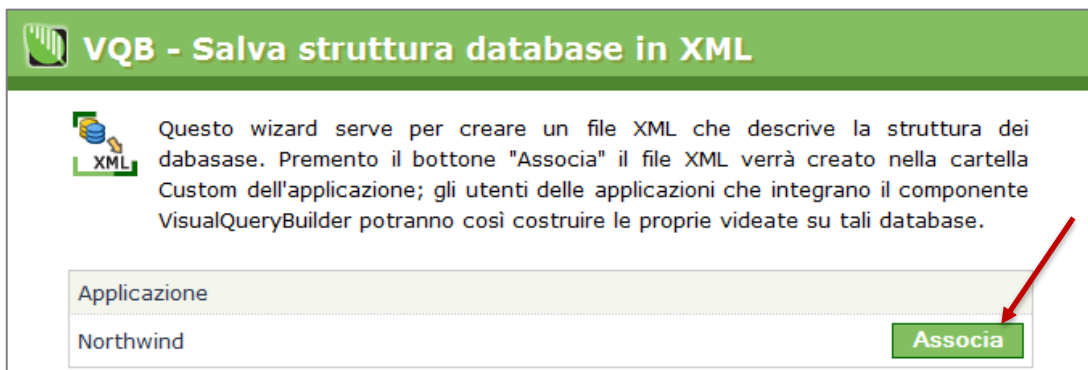 VQB - Salva struttura database in XML
Questo wizard serve per creare un file XML che descrive la struttura dei
XML
dabasase. Premento il bottone "Associa" il file XML verrà creato nella cartella
Custom dell'applicazione; gli utenti delle applicazioni che integrano il componente
VisualQueryBuilder potranno così costruire le proprie videate su tali database.
Applicazione
Northwind
Associa